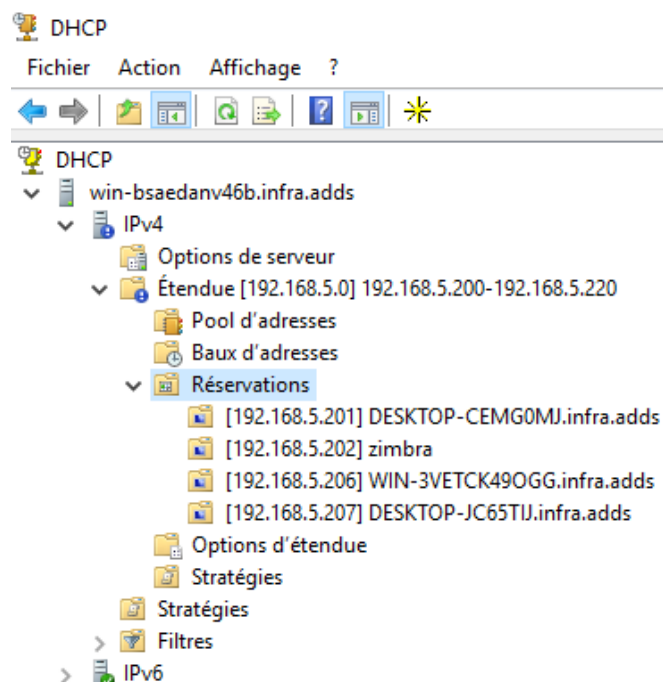 DHCP
Fichier Action Affichage ?
DHCP
win-bsaedanv46b.infra.adds
IPv4
Options de serveur
Étendue [192.168.5.0] 192.168.5.200-192.168.5.220
Pool d'adresses
Baux d'adresses
Réservations
[192.168.5.201] DESKTOP-CEMG0MJ.infra.adds
[192.168.5.202] zimbra
[192.168.5.206] WIN-3VETCK49OGG.infra.adds
[192.168.5.207] DESKTOP-JC65TIJ.infra.adds
Options d'étendue
Stratégies
Stratégies
Filtres
IPv6